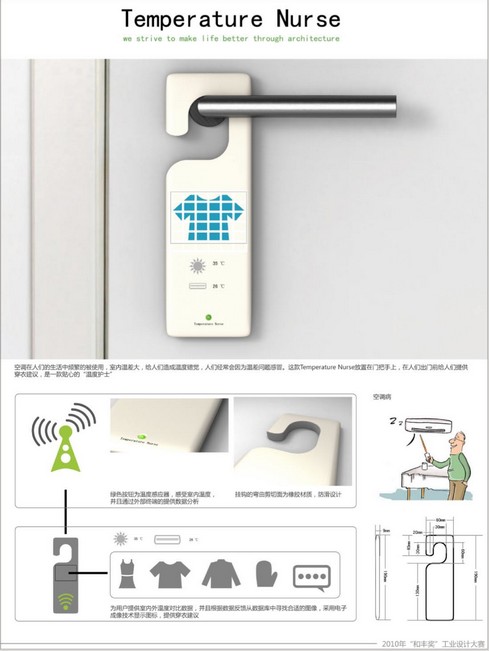 Temperature Nurse
we strive to make life better through architecture
35 ℃
26 ℃
Temperature Nurse
空调在人们的生活中频繁的被使用，室内温差大，给人们造成温度错觉，人们经常会因为温差问题感冒。这款Temperature Nurse放置在门把手上，在人们出门前给人们提供
穿衣建议，是一款贴心的“温度护士”
空调病
Temperature Nurse
绿色按钮为温度感应器，感受室内温度，
并且通过外部终端的提供数据分析
挂钩的弯曲剪切面为橡胶材质，防滑设计
zz
为用户提供室内外温度对比数据，并且根据数据反馈从数据库中寻找合适的图像，采用电子
成像技术显示图标，提供穿衣建议
8mm
60mm
20mm
190mm
2010年“和丰奖”工业设计大赛